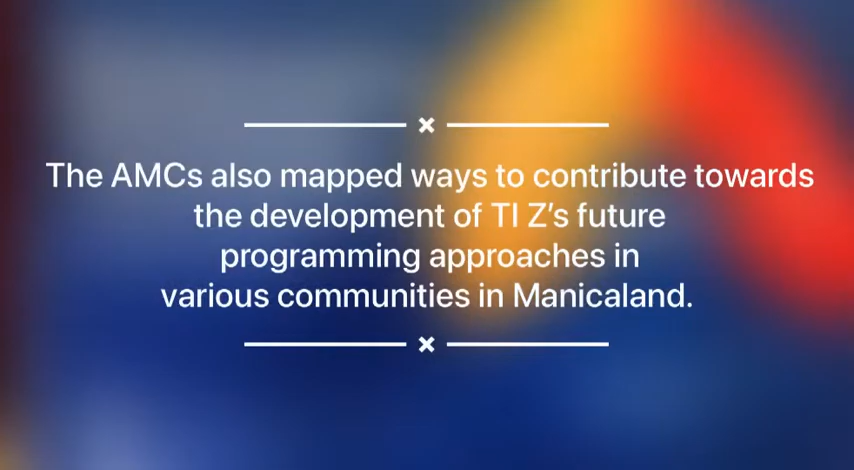 The AMCs also mapped ways to contribute towards
the development of TI Z's future
programming approaches in
various communities in Manicaland.